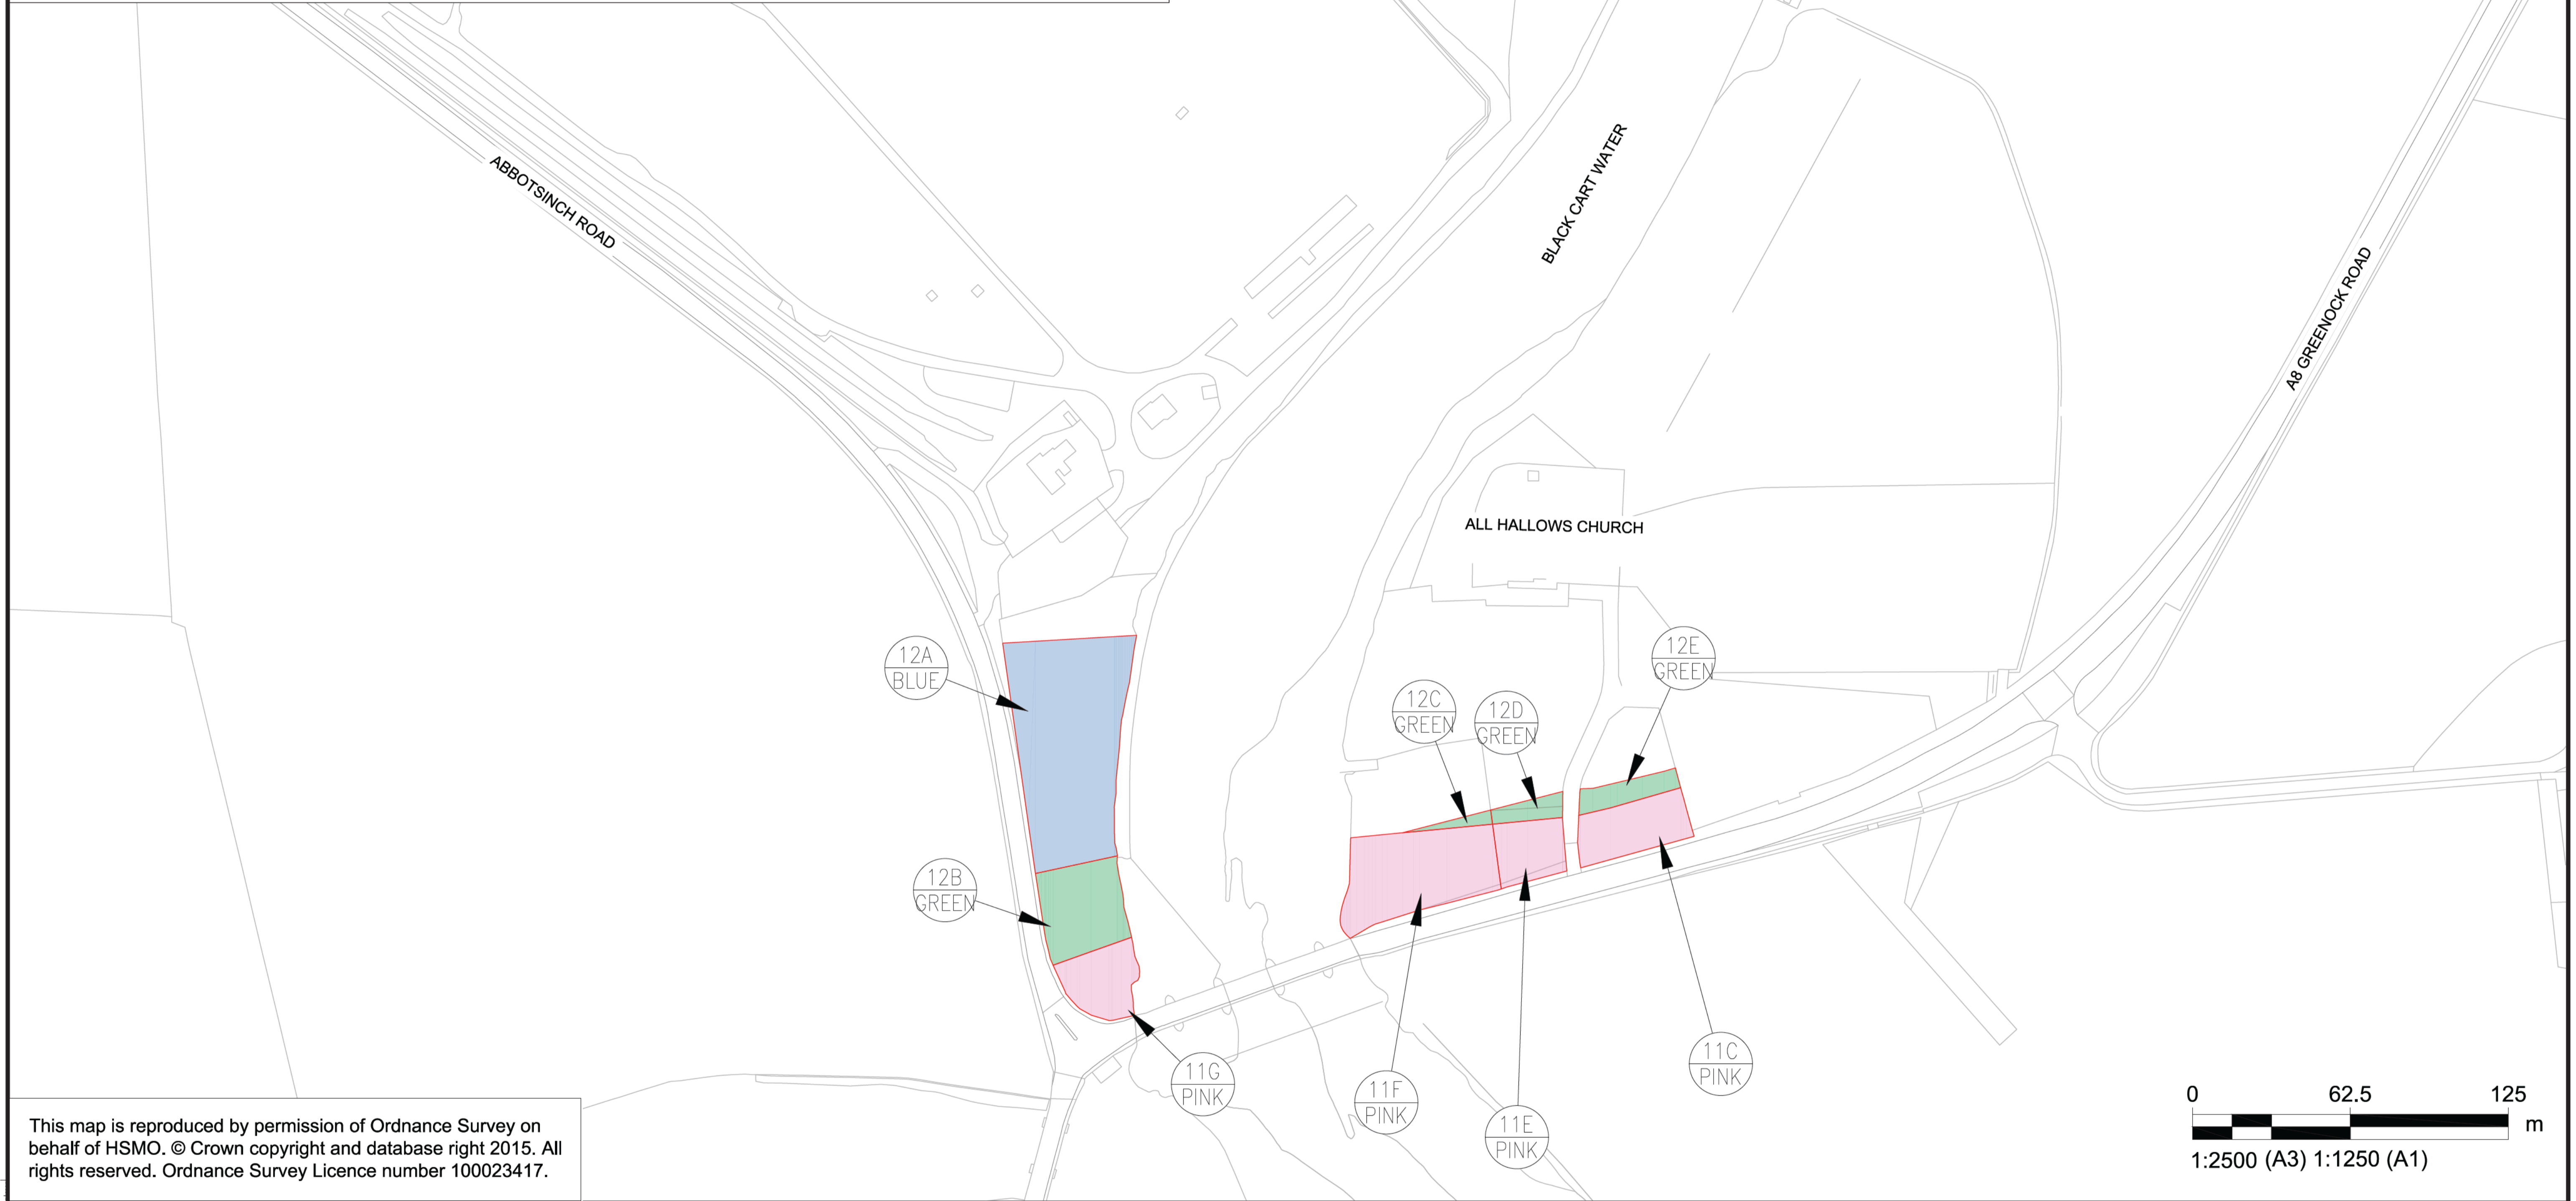 ABBOTSINCH ROAD
BLACK CART WATER
A8 GREENOCK ROAD
ALL HALLOWS CHURCH
12A
BLUE
12E
GREEN
12C
GREEN
12D
GREEN
12B
GREEN
11G
PINK
11F
PINK
11E
PINK
11C
PINK
This map is reproduced by permission of Ordnance Survey on
behalf of HSMO. © Crown copyright and database right 2015. All
rights reserved. Ordnance Survey Licence number 100023417.
0 62.5 125
m
1:2500 (A3) 1:1250 (A1)